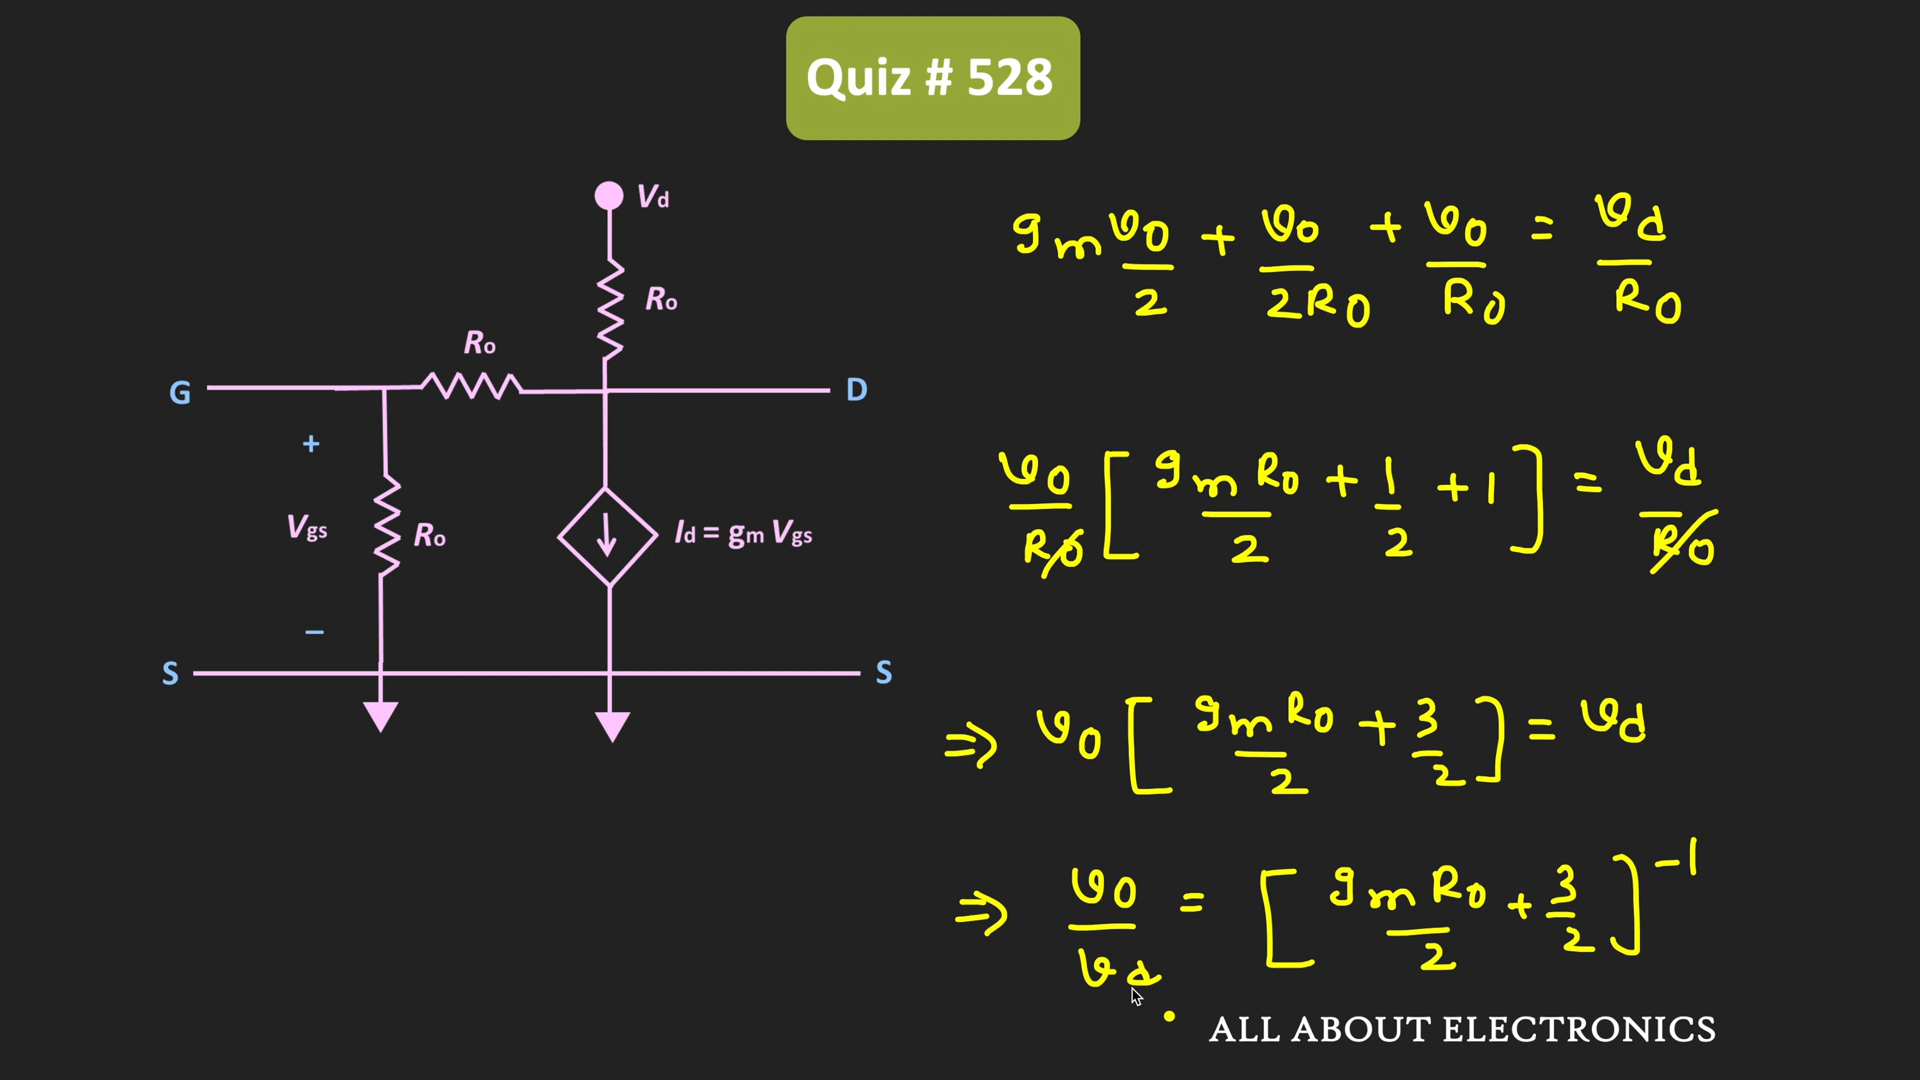 Quiz # 528
Vd
Ro
Ro
G
D
+
Vgs
Ro
Id = gm Vgs
–
S
S
gm vo/2 + vo/2Ro + vo/Ro = vd/Ro
vo/Ro [ gm Ro/2 + 1/2 + 1 ] = vd/Ro
⇒ vo [ gm Ro/2 + 3/2 ] = vd
⇒ vo/vd = [ gm Ro/2 + 3/2 ]^-1
ALL ABOUT ELECTRONICS